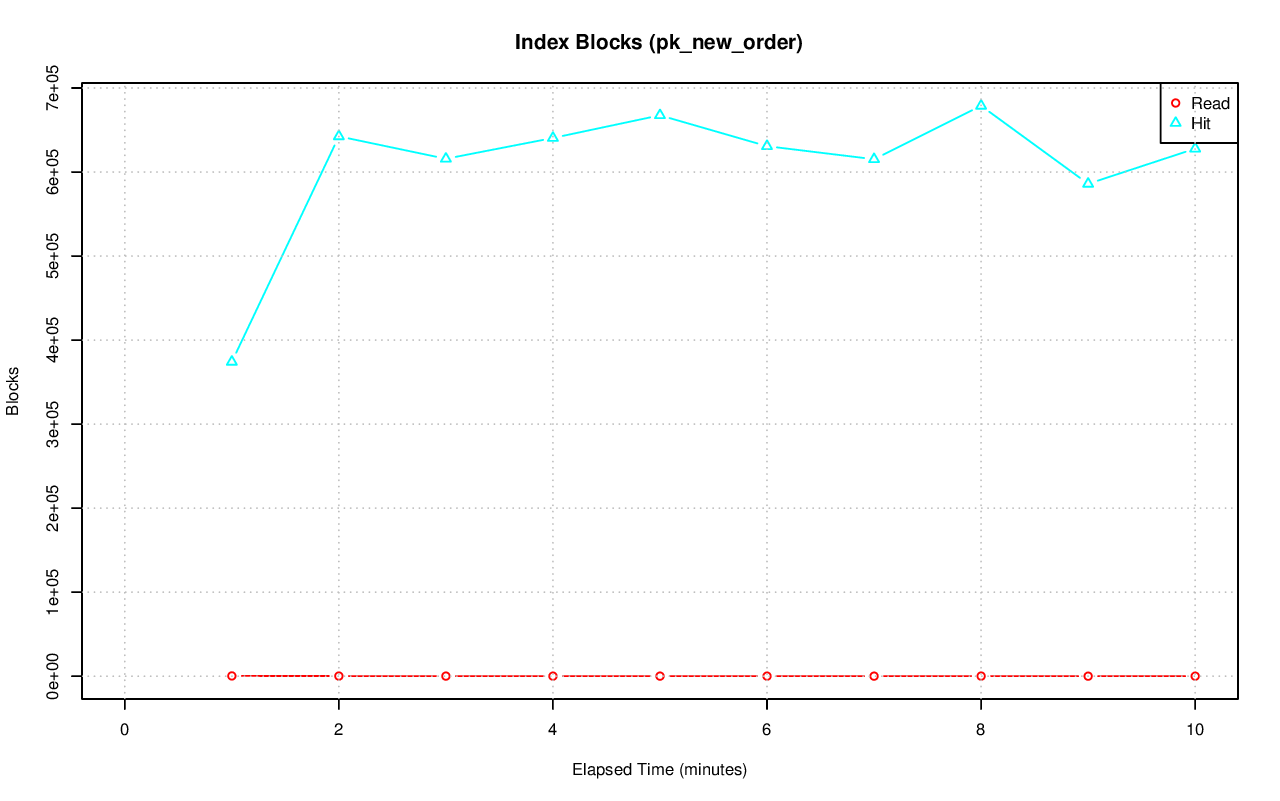 Index Blocks (pk_new_order)
Read
Hit
7e+05
6e+05
5e+05
4e+05
3e+05
2e+05
1e+05
0e+00
Blocks
0 2 4 6 8 10
Elapsed Time (minutes)